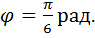 φ = π/6 рад.